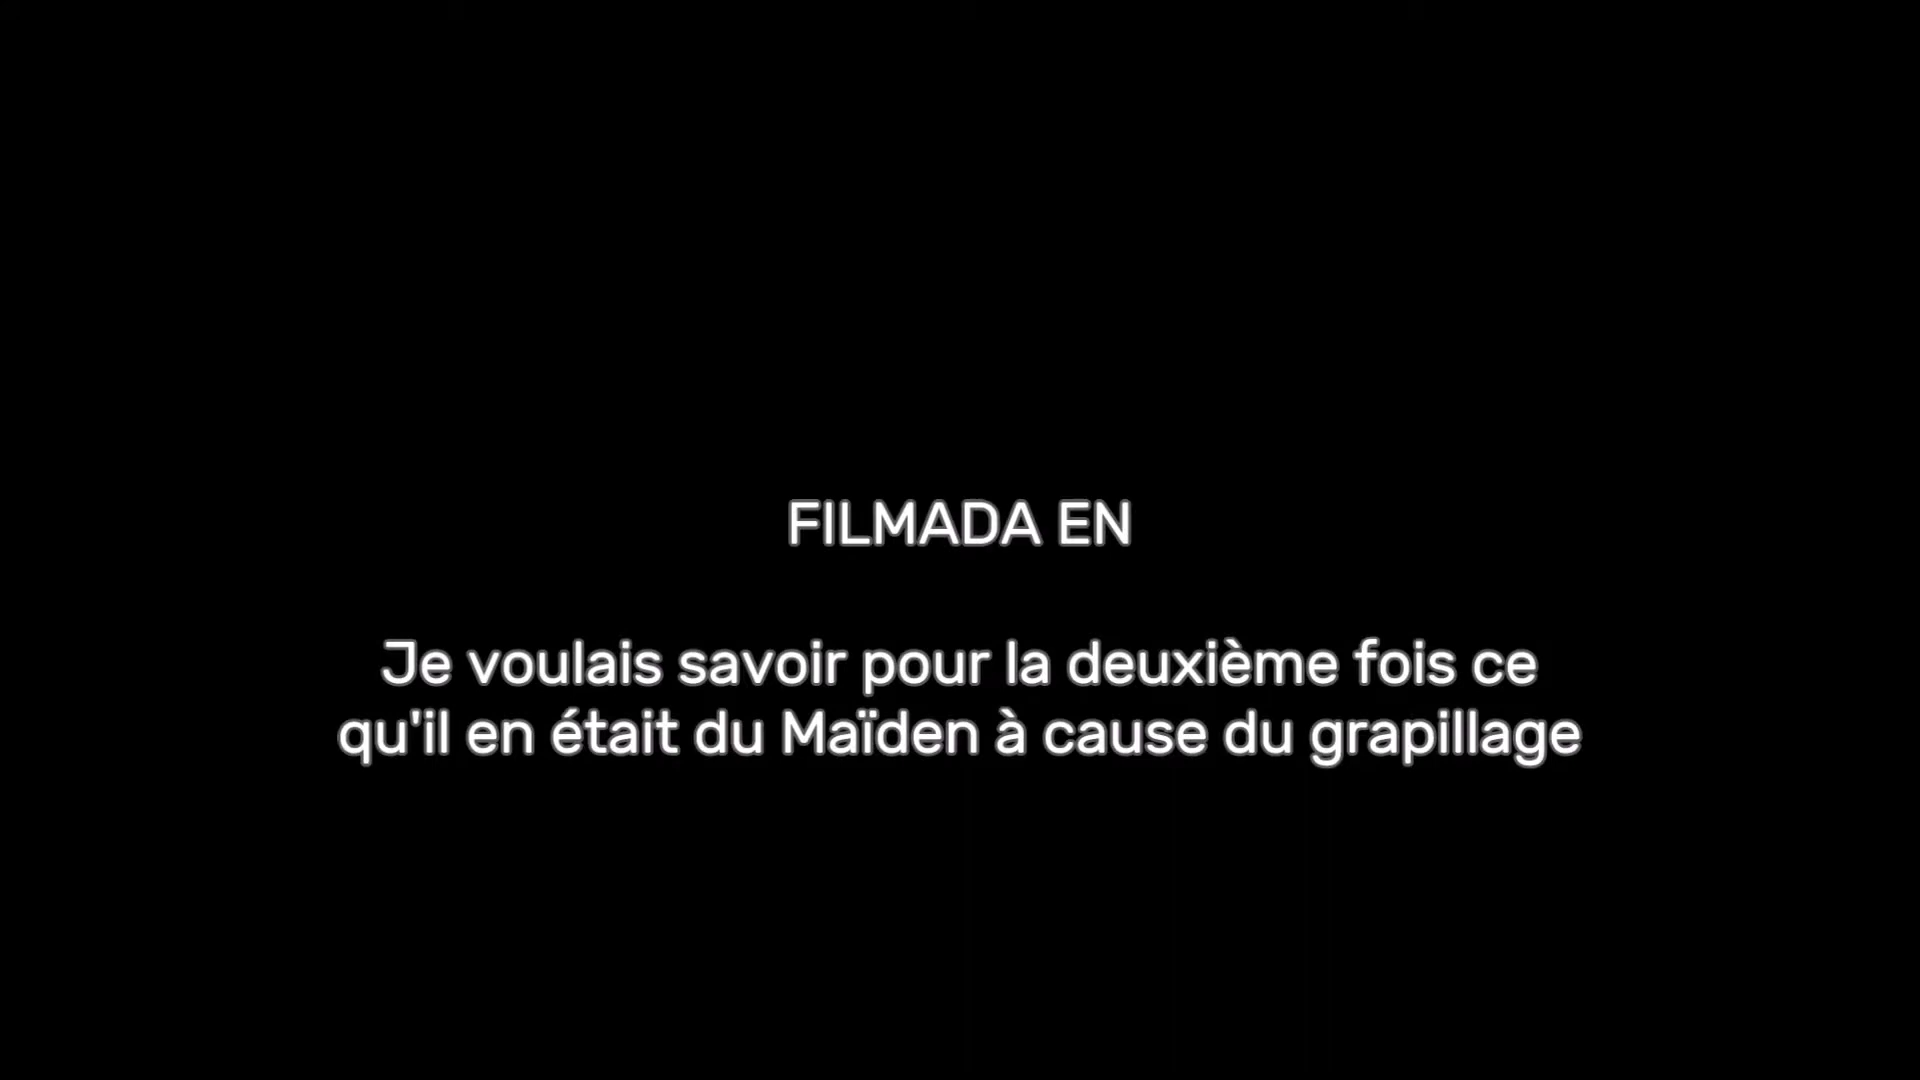 FILMADA EN
Je voulais savoir pour la deuxième fois ce
qu'il en était du Maïden à cause du grapillage